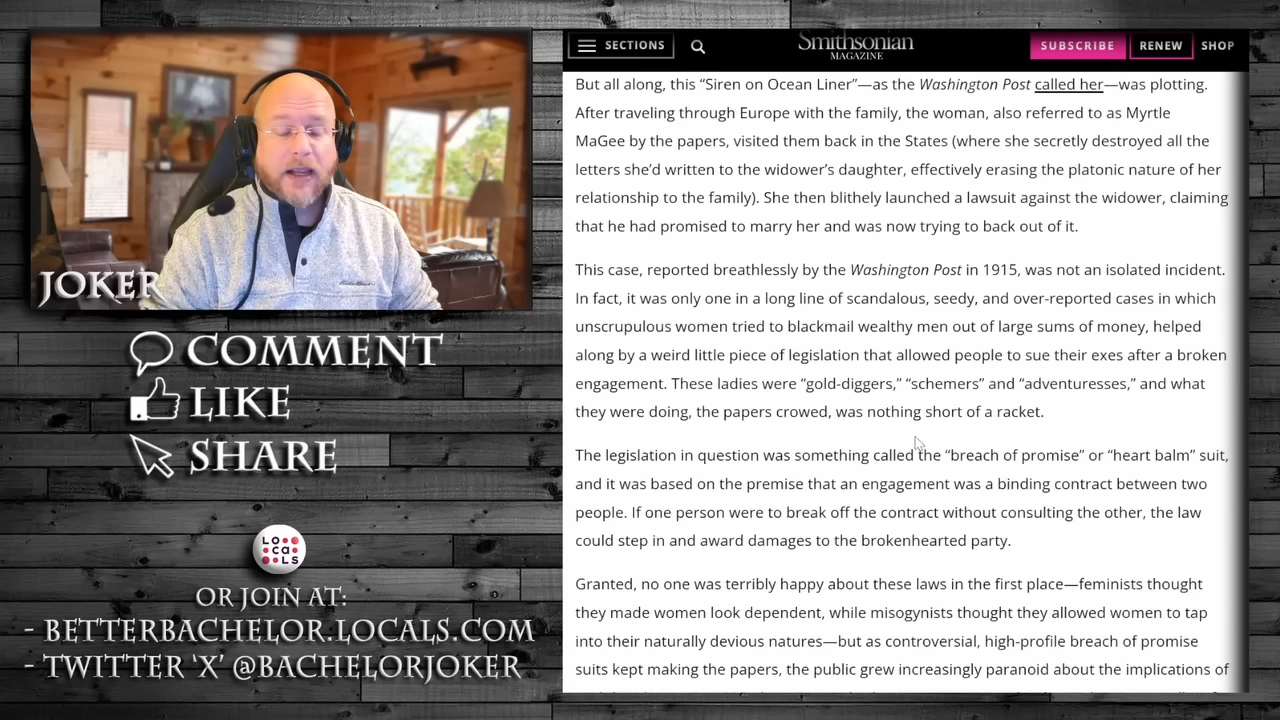 JOKER
COMMENT
LIKE
SHARE
LOCALS
OR JOIN AT:
- BETTERBACHELOR.LOCALS.COM
- TWITTER 'X' @BACHELORJOKER
SECTIONS
Smithsonian
MAGAZINE
SUBSCRIBE
RENEW
SHOP
But all along, this “Siren on Ocean Liner”—as the Washington Post called her—was plotting.
After traveling through Europe with the family, the woman, also referred to as Myrtle
MaGee by the papers, visited them back in the States (where she secretly destroyed all the
letters she’d written to the widower’s daughter, effectively erasing the platonic nature of her
relationship to the family). She then blithely launched a lawsuit against the widower, claiming
that he had promised to marry her and was now trying to back out of it.
This case, reported breathlessly by the Washington Post in 1915, was not an isolated incident.
In fact, it was only one in a long line of scandalous, seedy, and over-reported cases in which
unscrupulous women tried to blackmail wealthy men out of large sums of money, helped
along by a weird little piece of legislation that allowed people to sue their exes after a broken
engagement. These ladies were “gold-diggers,” “schemers” and “adventuresses,” and what
they were doing, the papers crowed, was nothing short of a racket.
The legislation in question was something called the “breach of promise” or “heart balm” suit,
and it was based on the premise that an engagement was a binding contract between two
people. If one person were to break off the contract without consulting the other, the law
could step in and award damages to the brokenhearted party.
Granted, no one was terribly happy about these laws in the first place—feminists thought
they made women look dependent, while misogynists thought they allowed women to tap
into their naturally devious natures—but as controversial, high-profile breach of promise
suits kept making the papers, the public grew increasingly paranoid about the implications of